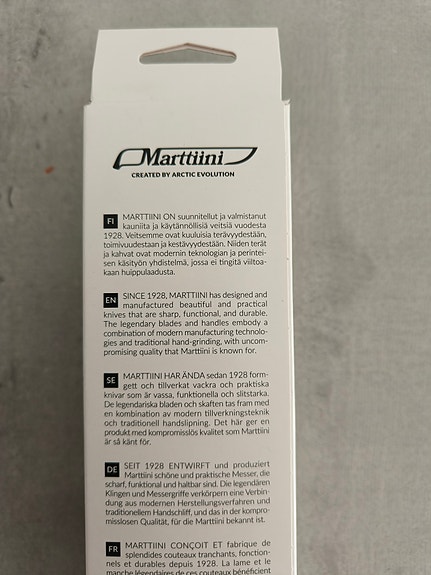 Marttiini
CREATED BY ARCTIC EVOLUTION
FI MARTTIINI ON suunnitellut ja valmistanut
kauniita ja käytännöllisiä veitsiä vuodesta
1928. Veitsemme ovat kuuluisia terävyydestään,
toimivuudestaan ja kestävyydestään. Niiden terät
ja kahvat ovat modernin teknologian ja perintei-
sen käsityön yhdistelmä, jossa ei tingitä viiltoa-
kaan huippulaadusta.
EN SINCE 1928, MARTTIINI has designed and
manufactured beautiful and practical
knives that are sharp, functional, and durable.
The legendary blades and handles embody a
combination of modern manufacturing technolo-
gies and traditional hand-grinding, with uncom-
promising quality that Marttiini is known for.
SE MARTTIINI HAR ÄNDA sedan 1928 form-
gett och tillverkat vackra och praktiska
knivar som är vassa, funktionella och slitstarka.
De legendariska bladen och skaften tas fram med
en kombination av modern tillverkningsteknik
och traditionell handslipning. Det här ger en
produkt med kompromisslös kvalitet som Marttiini
är så känt för.
DE SEIT 1928 ENTWIRFT und produziert
Marttiini schöne und praktische Messer, die
scharf, funktional und haltbar sind. Die legendären
Klingen und Messergriffe verkörpern eine Verbin-
dung aus modernen Herstellungsverfahren und
traditionellem Handschliff, und das in der kompro-
misslosen Qualität, für die Marttiini bekannt ist.
FR MARTTIINI CONÇOIT ET fabrique de
splendides couteaux tranchants, fonction-
nels et durables depuis 1928. La lame et le
manche légendaires de ces couteaux bénéficient